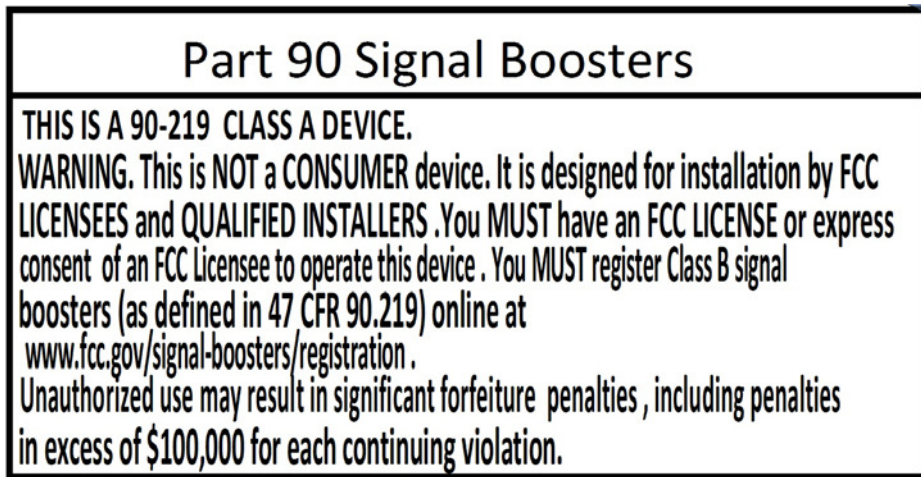 Part 90 Signal Boosters
THIS IS A 90-219 CLASS A DEVICE.
WARNING. This is NOT a CONSUMER device. It is designed for installation by FCC
LICENSEES and QUALIFIED INSTALLERS .You MUST have an FCC LICENSE or express
consent of an FCC Licensee to operate this device . You MUST register Class B signal
boosters (as defined in 47 CFR 90.219) online at
www.fcc.gov/signal-boosters/registration .
Unauthorized use may result in significant forfeiture penalties , including penalties
in excess of $100,000 for each continuing violation.